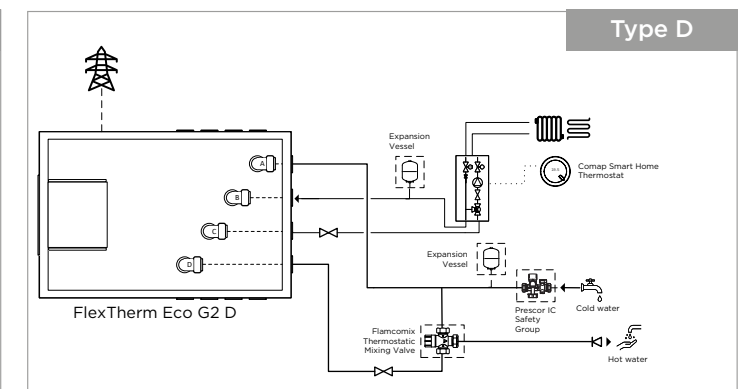 Type D
Expansion
Vessel
Comap Smart Home
Thermostat
A
B
C
D
Expansion
Vessel
FlexTherm Eco G2 D
Prescor IC
Safety
Group
Cold water
Flamcomix
Thermostatic
Mixing Valve
Hot water